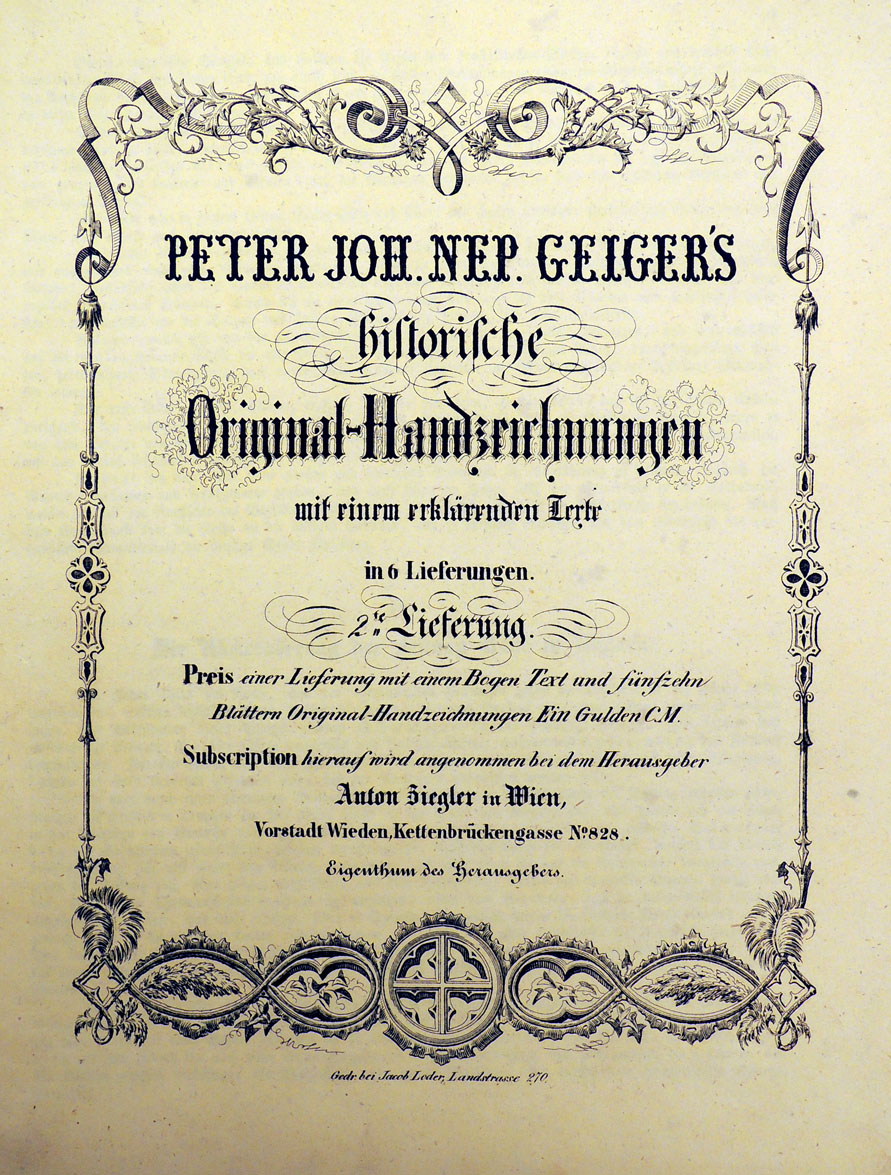 PETER JOH. NEP. GEIGER'S
historische
Original-Handzeichnungen
mit einem erklärenden Texte
in 6 Lieferungen.
2te Lieferung.
Preis einer Lieferung mit einem Bogen Text und fünfzehn
Blättern Original-Handzeichnungen Ein Gulden C.M.
Subscription hierauf wird angenommen bei dem Herausgeber
Anton Ziegler in Wien,
Vorstadt Wieden, Kettenbrückengasse No. 828.
Eigenthum des Herausgebers.
Gedr. bei Jacob Leder, Landstrasse 270.